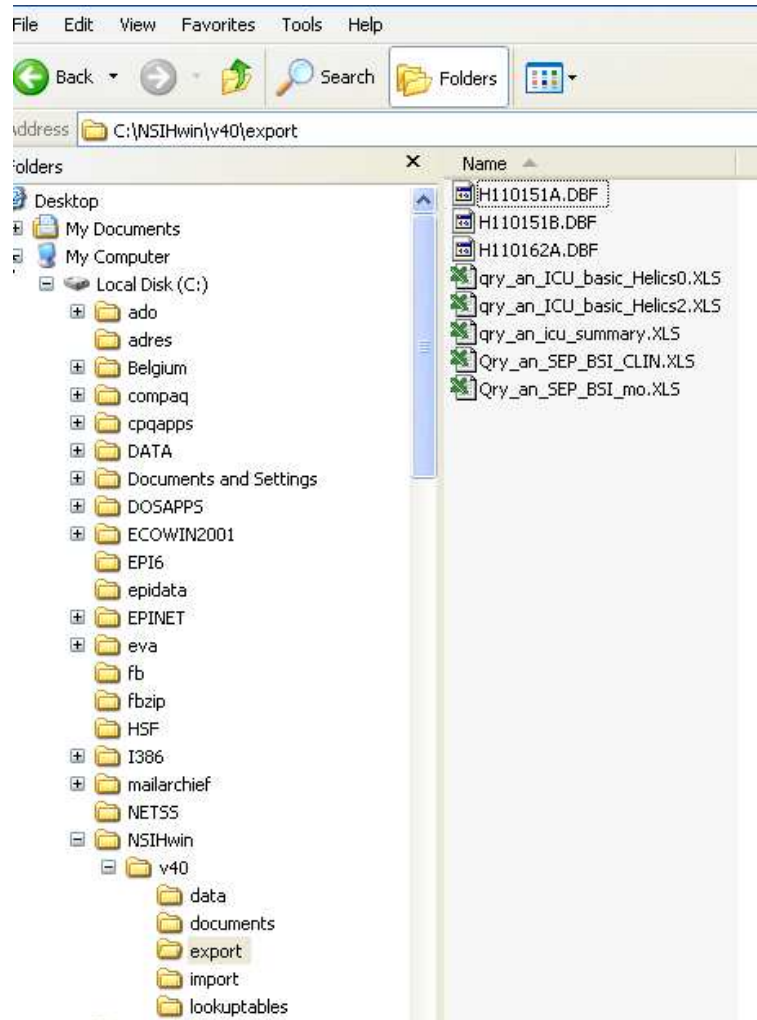 File Edit View Favorites Tools Help
Back Search Folders
Address C:\NSIHwin\v40\export
Folders x Name
Desktop
My Documents
My Computer
Local Disk (C:)
ado
adres
Belgium
compaq
cpqapps
DATA
Documents and Settings
DOSAPPS
ECOWIN2001
EPI6
epidata
EPINET
eva
fb
fbzip
HSF
I386
mailarchief
NETSS
NSIHwin
v40
data
documents
export
import
lookuptables
H110151A.DBF
H110151B.DBF
H110162A.DBF
qry_an_ICU_basic_Helics0.XLS
qry_an_ICU_basic_Helics2.XLS
qry_an_icu_summary.XLS
Qry_an_SEP_BSI_CLIN.XLS
Qry_an_SEP_BSI_mo.XLS